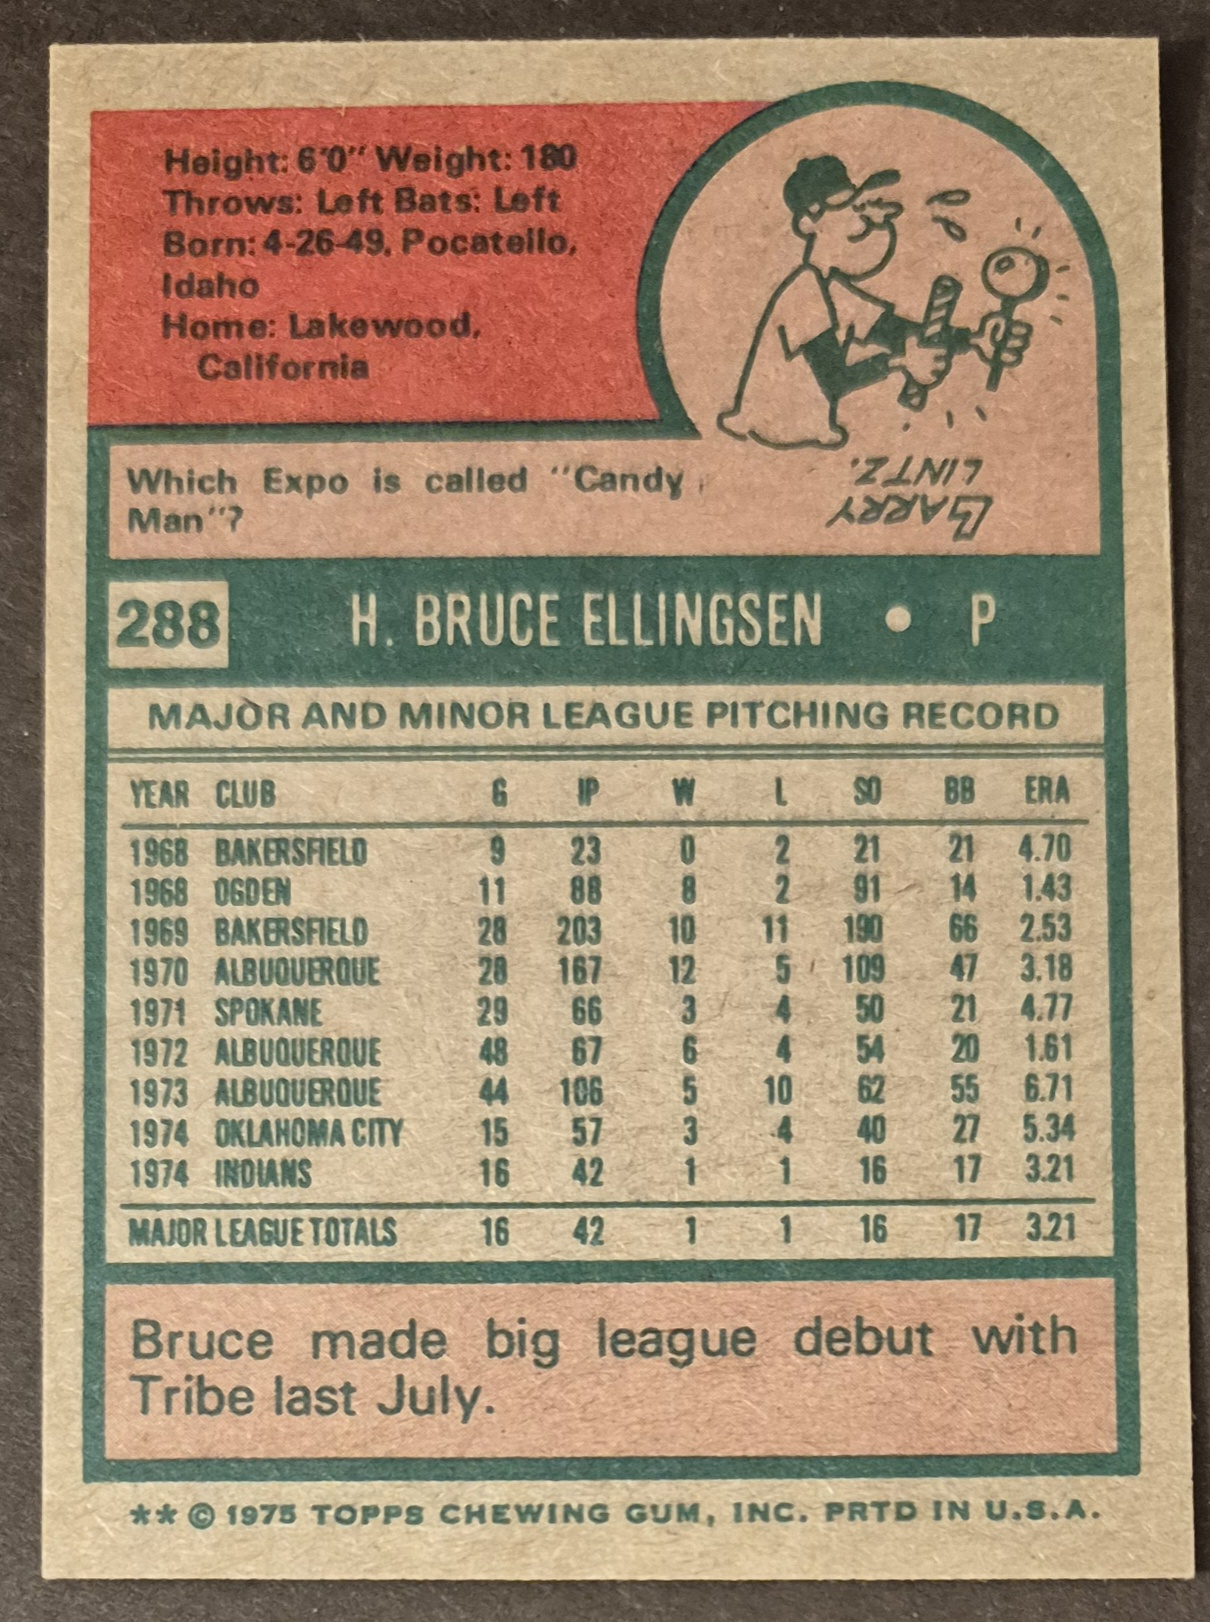 Height: 6'0" Weight: 180
Throws: Left Bats: Left
Born: 4-26-49, Pocatello,
Idaho
Home: Lakewood,
California
Which Expo is called "Candy
Man"?
LARRY
LINTZ.
288 H. BRUCE ELLINGSEN • P
MAJOR AND MINOR LEAGUE PITCHING RECORD
YEAR CLUB G IP W L SO BB ERA
1968 BAKERSFIELD 9 23 0 2 21 21 4.70
1968 OGDEN 11 88 8 2 91 14 1.43
1969 BAKERSFIELD 28 203 10 11 190 66 2.53
1970 ALBUQUERQUE 28 167 12 5 109 47 3.18
1971 SPOKANE 29 66 3 4 50 21 4.77
1972 ALBUQUERQUE 48 67 6 4 54 20 1.61
1973 ALBUQUERQUE 44 106 5 10 62 55 6.71
1974 OKLAHOMA CITY 15 57 3 4 40 27 5.34
1974 INDIANS 16 42 1 1 16 17 3.21
MAJOR LEAGUE TOTALS 16 42 1 1 16 17 3.21
Bruce made big league debut with
Tribe last July.
** © 1975 TOPPS CHEWING GUM, INC. PRTD IN U.S.A.